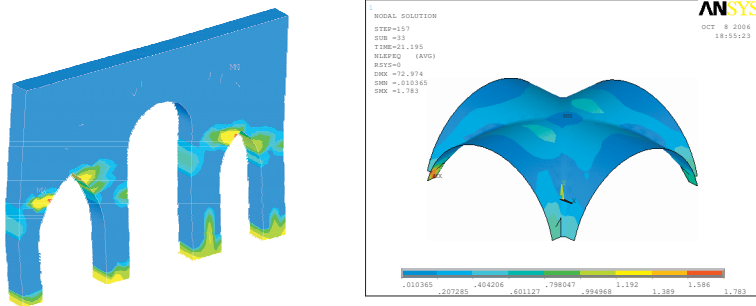 1
NODAL SOLUTION
STEP=157
SUB =33
TIME=21.195
NLEPEQ (AVG)
RSYS=0
DMX =72.974
SMN =.010365
SMX =1.783
ANSYS
OCT 8 2006
18:55:23
MX
.010365 .404206 .798047 1.192 1.586
.207285 .601127 .994968 1.389 1.783